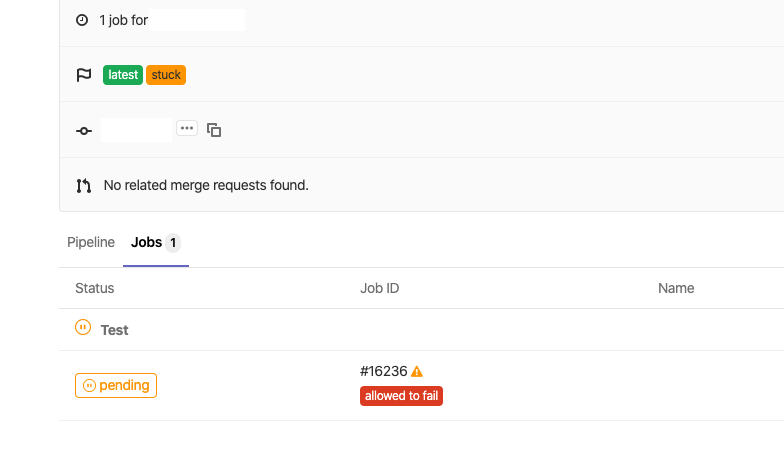 1 job for
latest stuck
No related merge requests found.
Pipeline Jobs 1
Status Job ID Name
Test
#16236
pending
allowed to fail